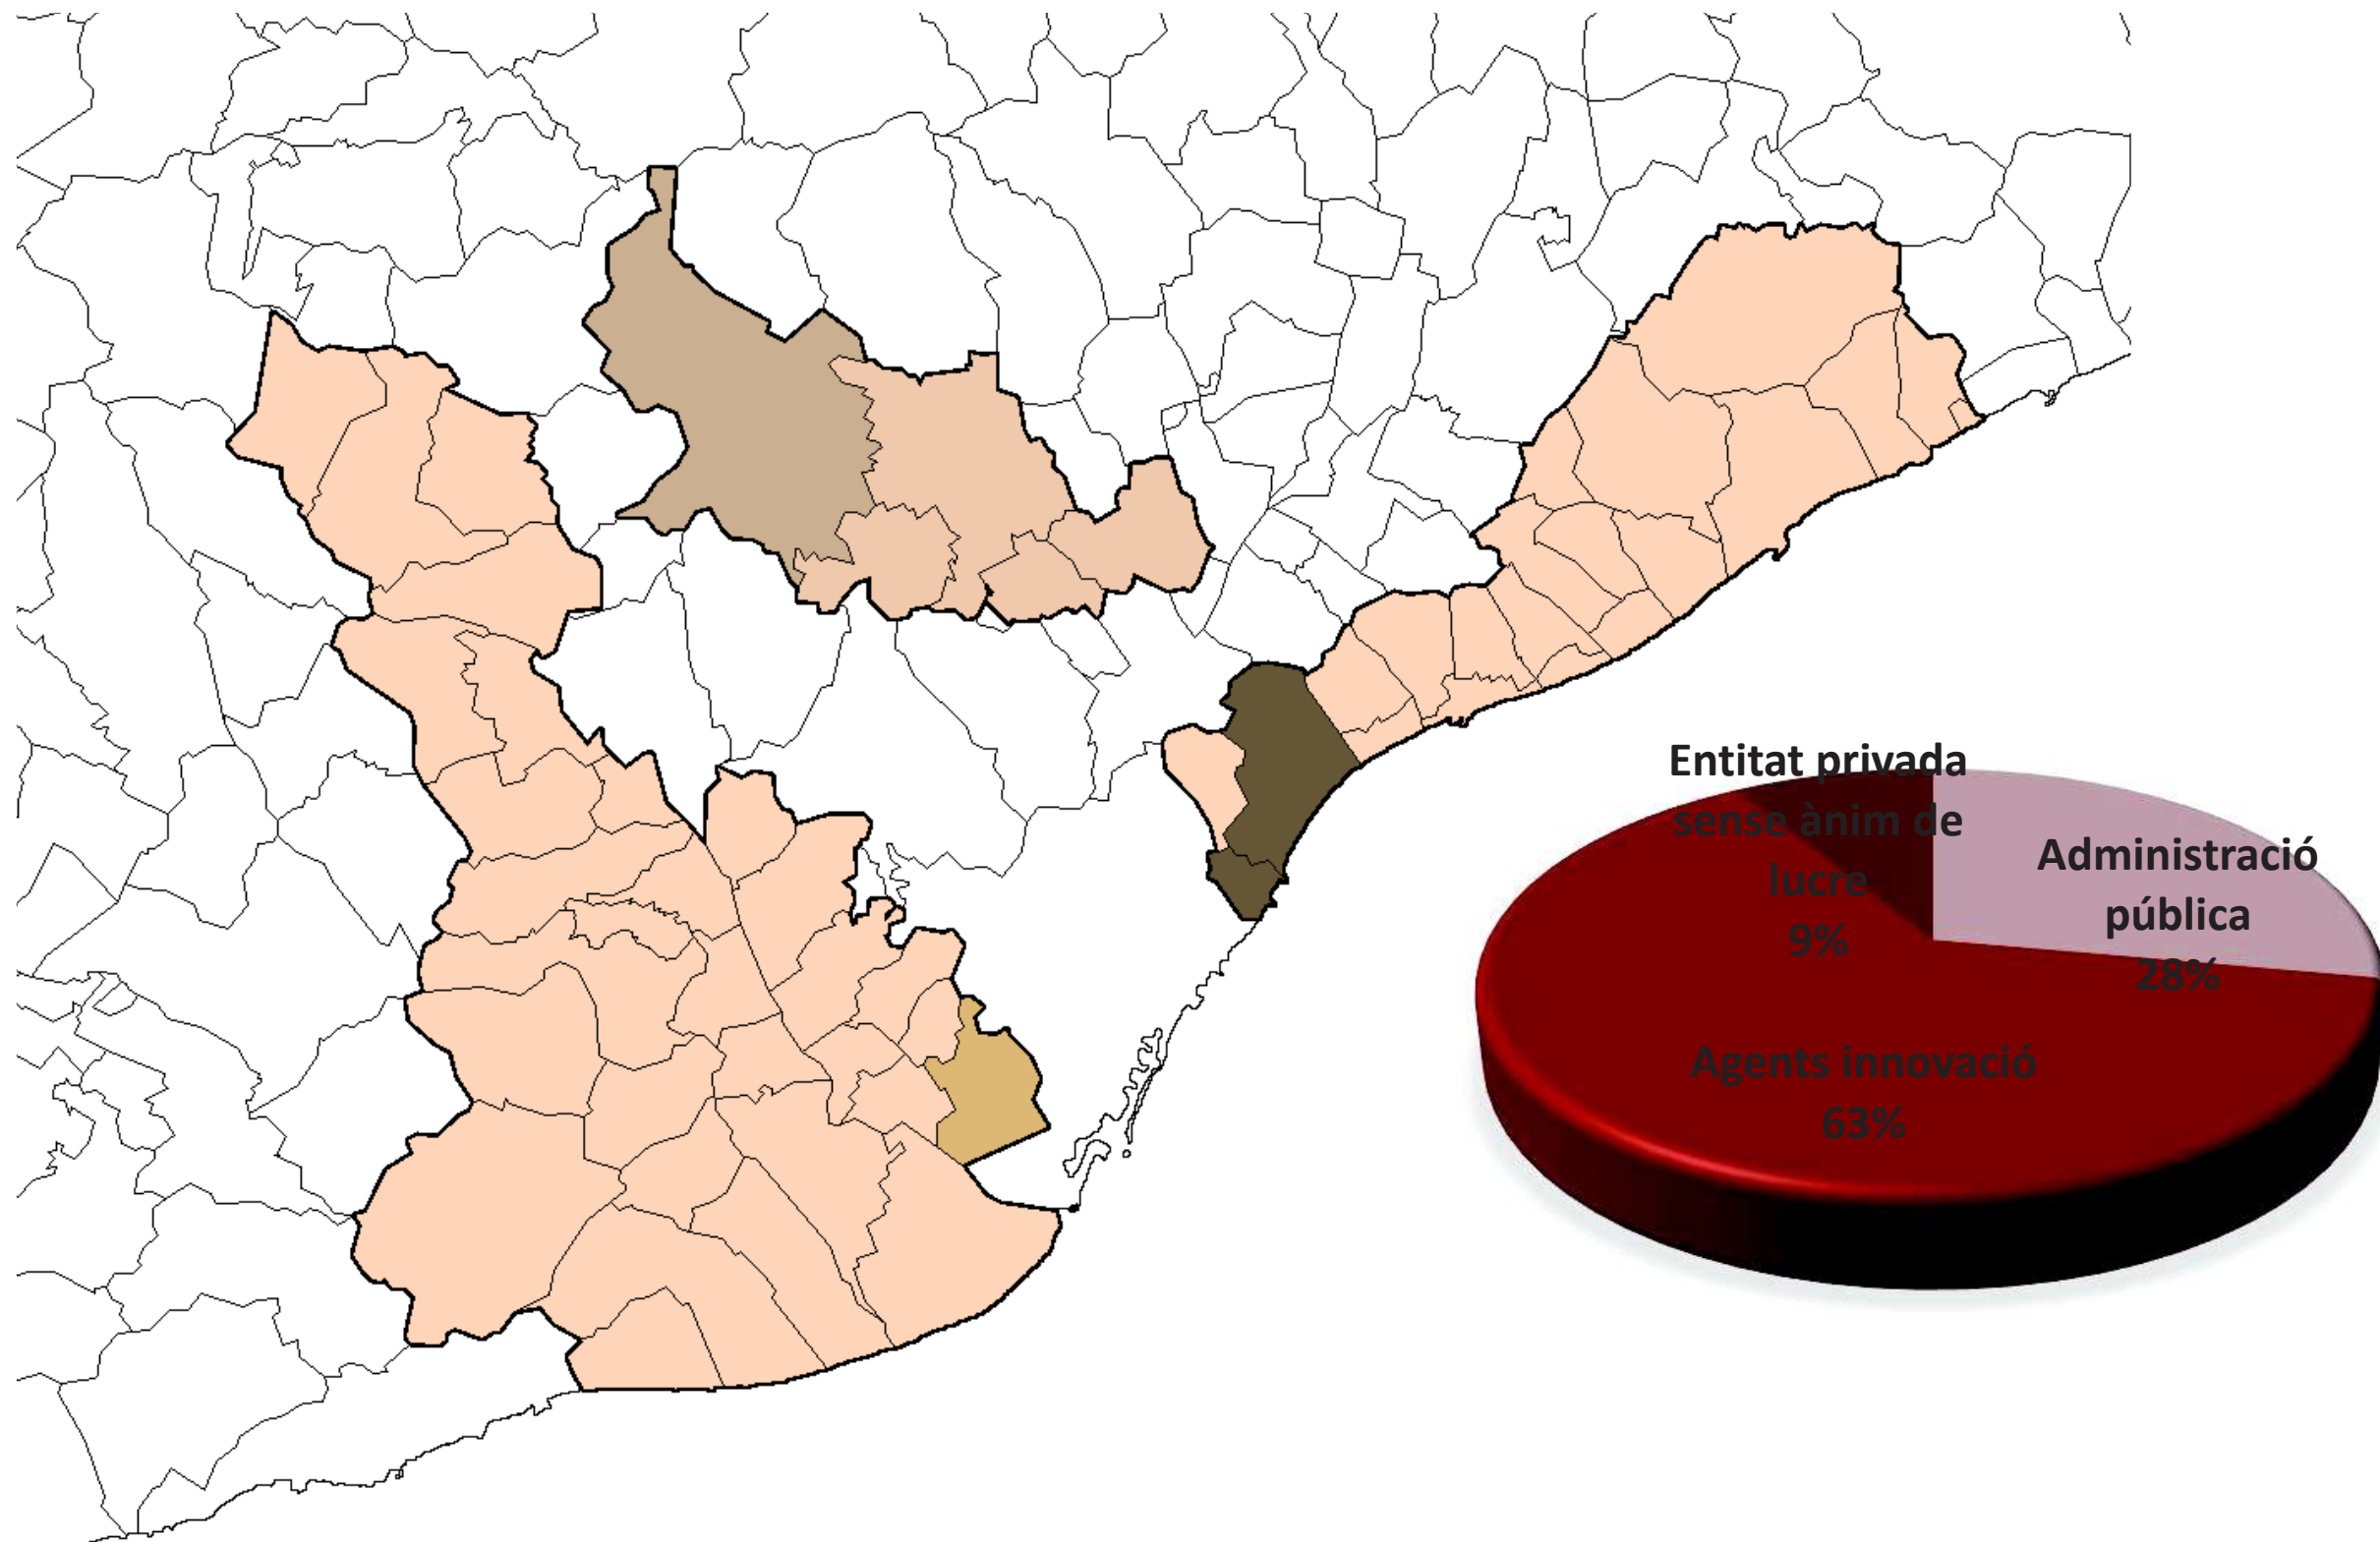 Entitat privada
sense ànim de
lucre
9%
Administració
pública
28%
Agents innovació
63%